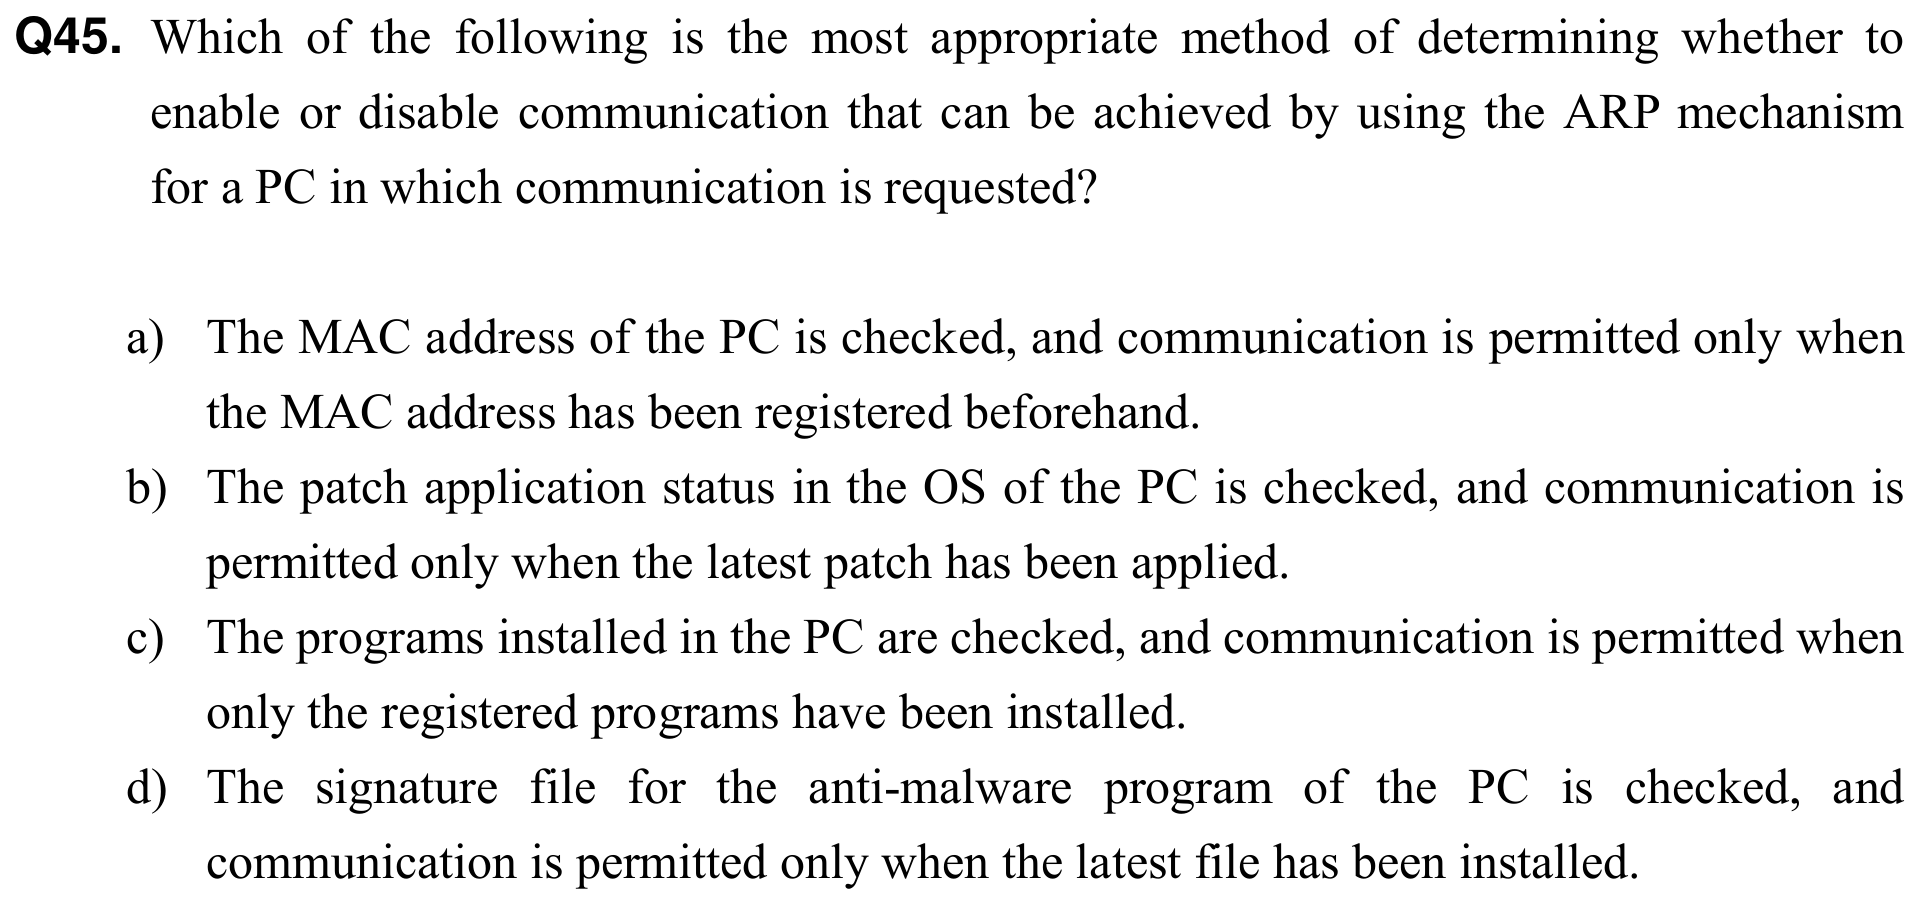 Q45. Which of the following is the most appropriate method of determining whether to
enable or disable communication that can be achieved by using the ARP mechanism
for a PC in which communication is requested?
a) The MAC address of the PC is checked, and communication is permitted only when
the MAC address has been registered beforehand.
b) The patch application status in the OS of the PC is checked, and communication is
permitted only when the latest patch has been applied.
c) The programs installed in the PC are checked, and communication is permitted when
only the registered programs have been installed.
d) The signature file for the anti-malware program of the PC is checked, and
communication is permitted only when the latest file has been installed.